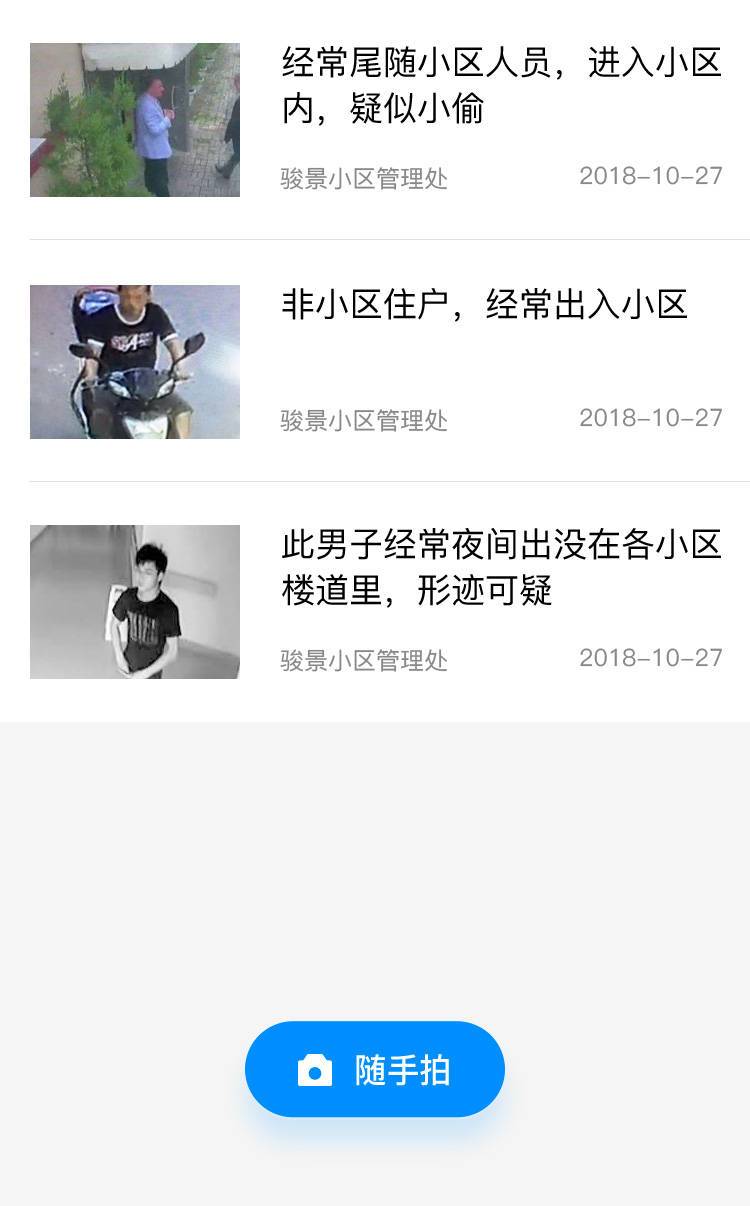 经常尾随小区人员，进入小区
内，疑似小偷
骏景小区管理处 2018-10-27
非小区住户，经常出入小区
骏景小区管理处 2018-10-27
此男子经常夜间出没在各小区
楼道里，形迹可疑
骏景小区管理处 2018-10-27
随手拍